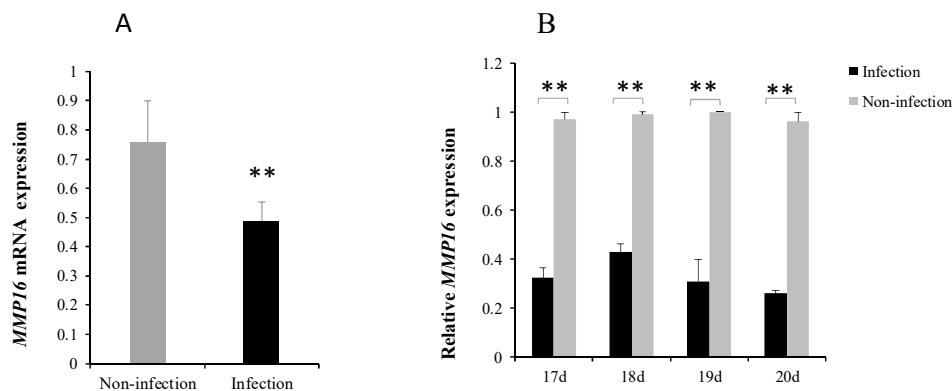 A
MMP16 mRNA expression
1
0.9
0.8
0.7
0.6
0.5
0.4
0.3
0.2
0.1
0
**
Non-infection
Infection
B
Relative MMP16 expression
1.2
1
0.8
0.6
0.4
0.2
0
**
**
**
**
17d
18d
19d
20d
Infection
Non-infection